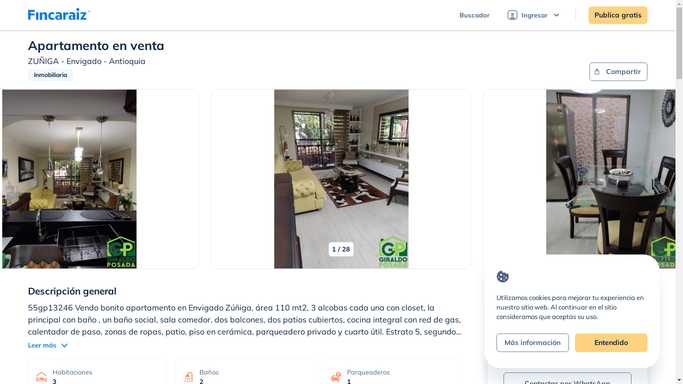 Fincaraiz
Buscador
Ingresar
Publica gratis
Apartamento en venta
ZUÑIGA - Envigado - Antioquia
Inmobiliaria
Compartir
1 / 28
GP
GIRALDO
POSADA
GP
GIRALDO
POSADA
GP
GIRALDO
Descripción general
55gp13246 Vendo bonito apartamento en Envigado Zúñiga, área 110 mt2, 3 alcobas cada una con closet, la
principal con baño , un baño social, sala comedor, dos balcones, dos patios cubiertos, cocina integral con red de gas,
calentador de paso, zonas de ropas, patio, piso en cerámica, parqueadero privado y cuarto útil. Estrato 5, segundo...
Leer más
Habitaciones
3
Baños
2
Parqueaderos
1
Utilizamos cookies para mejorar tu experiencia en
nuestro sitio web. Al continuar en el sitio
consideramos que aceptas su uso.
Más información
Entendido
Contactar por WhatsApp